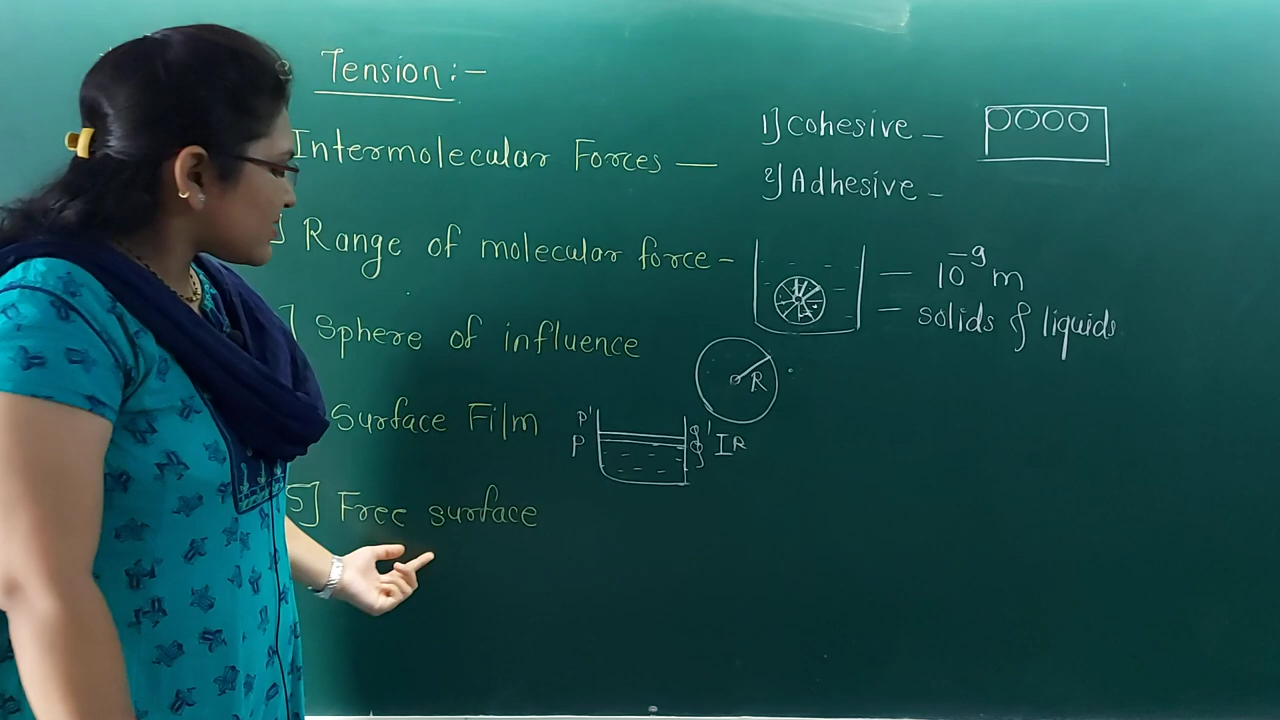 Tension :-
Intermolecular Forces —
1] Cohesive -
2] Adhesive -
] Range of molecular force -
— 10⁻⁹ m
- solids & liquids
] Sphere of influence
R
Surface Film
P'
P
Q'
Q
IR
5] Free surface